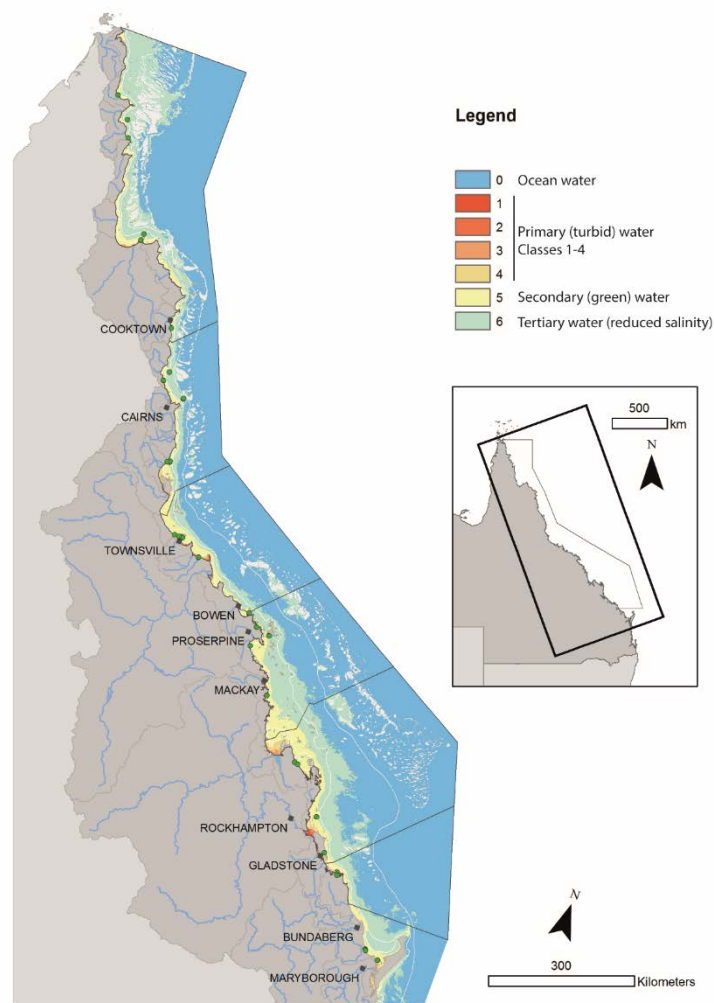 Legend
0 Ocean water
1
2
3
4
Primary (turbid) water
Classes 1-4
5 Secondary (green) water
6 Tertiary water (reduced salinity)
COOKTOWN
CAIRNS
TOWNSVILLE
BOWEN
PROSERPINE
MACKAY
ROCKHAMPTON
GLADSTONE
BUNDABERG
MARYBOROUGH
500
km
N
N
300
Kilometers